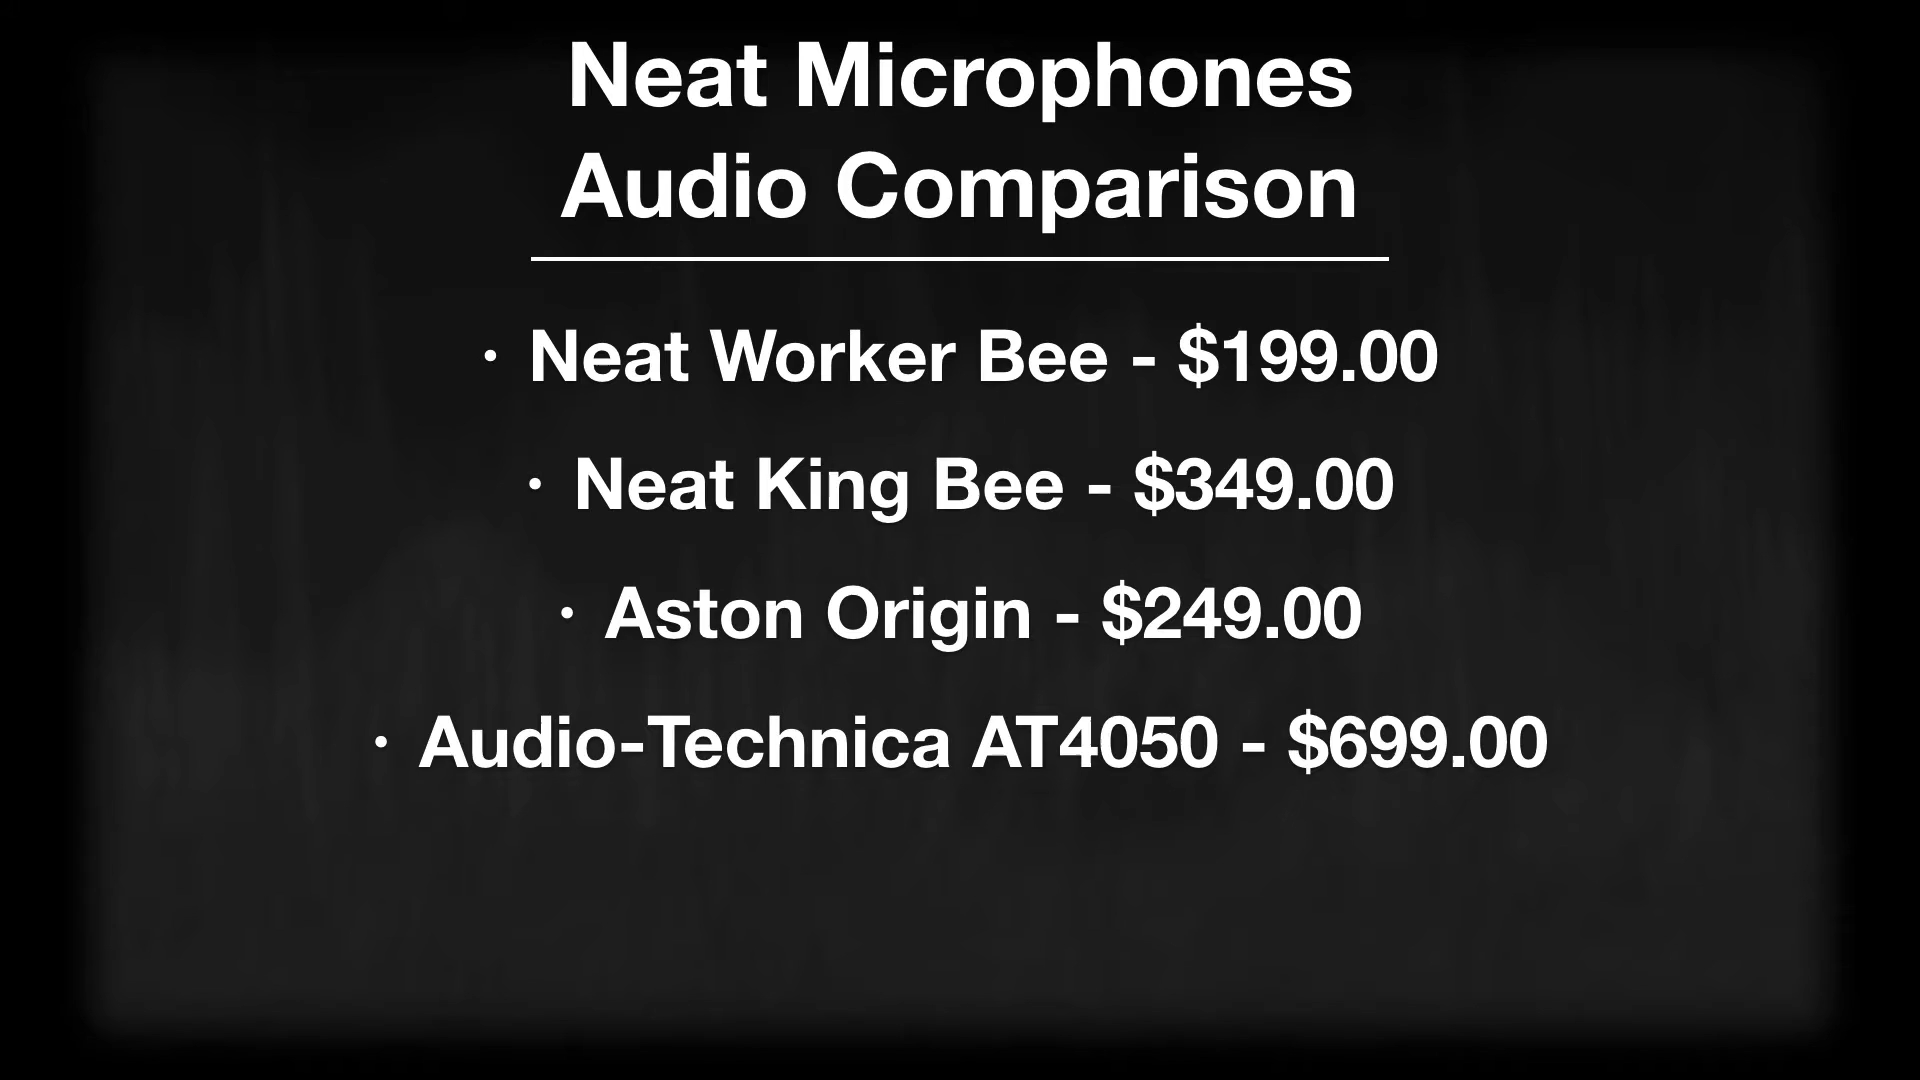 Neat Microphones
Audio Comparison
• Neat Worker Bee - $199.00
• Neat King Bee - $349.00
• Aston Origin - $249.00
• Audio-Technica AT4050 - $699.00